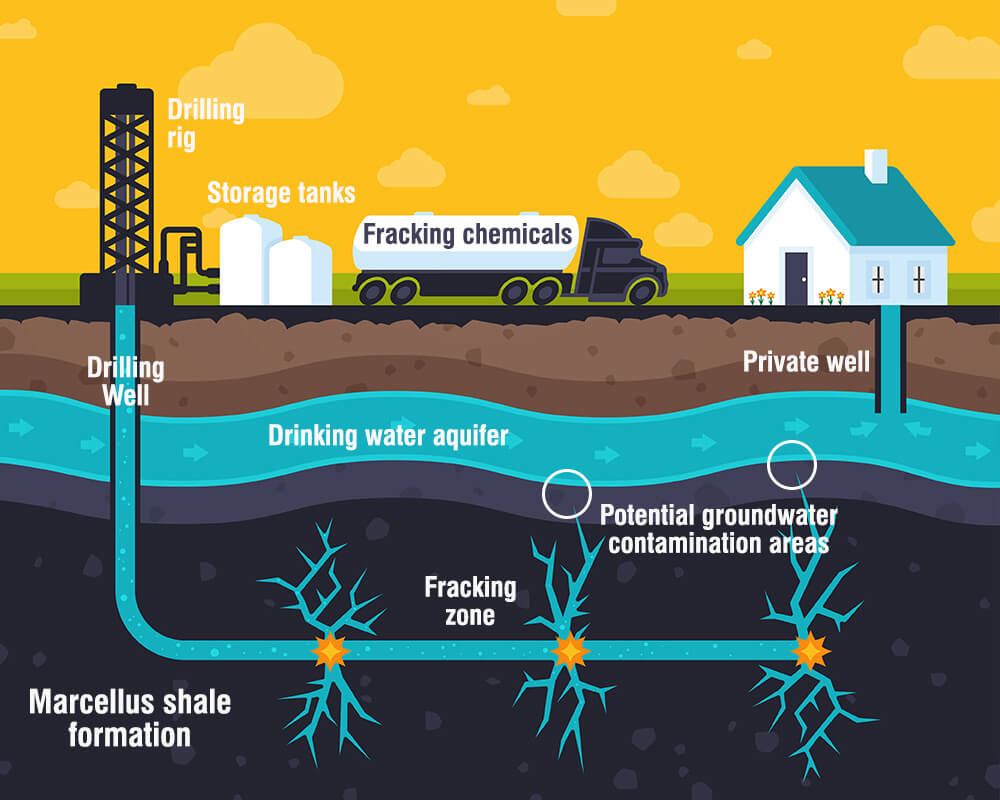 Drilling
rig
Storage tanks
Fracking chemicals
Drilling
Well
Private well
Drinking water aquifer
Potential groundwater
contamination areas
Fracking
zone
Marcellus shale
formation